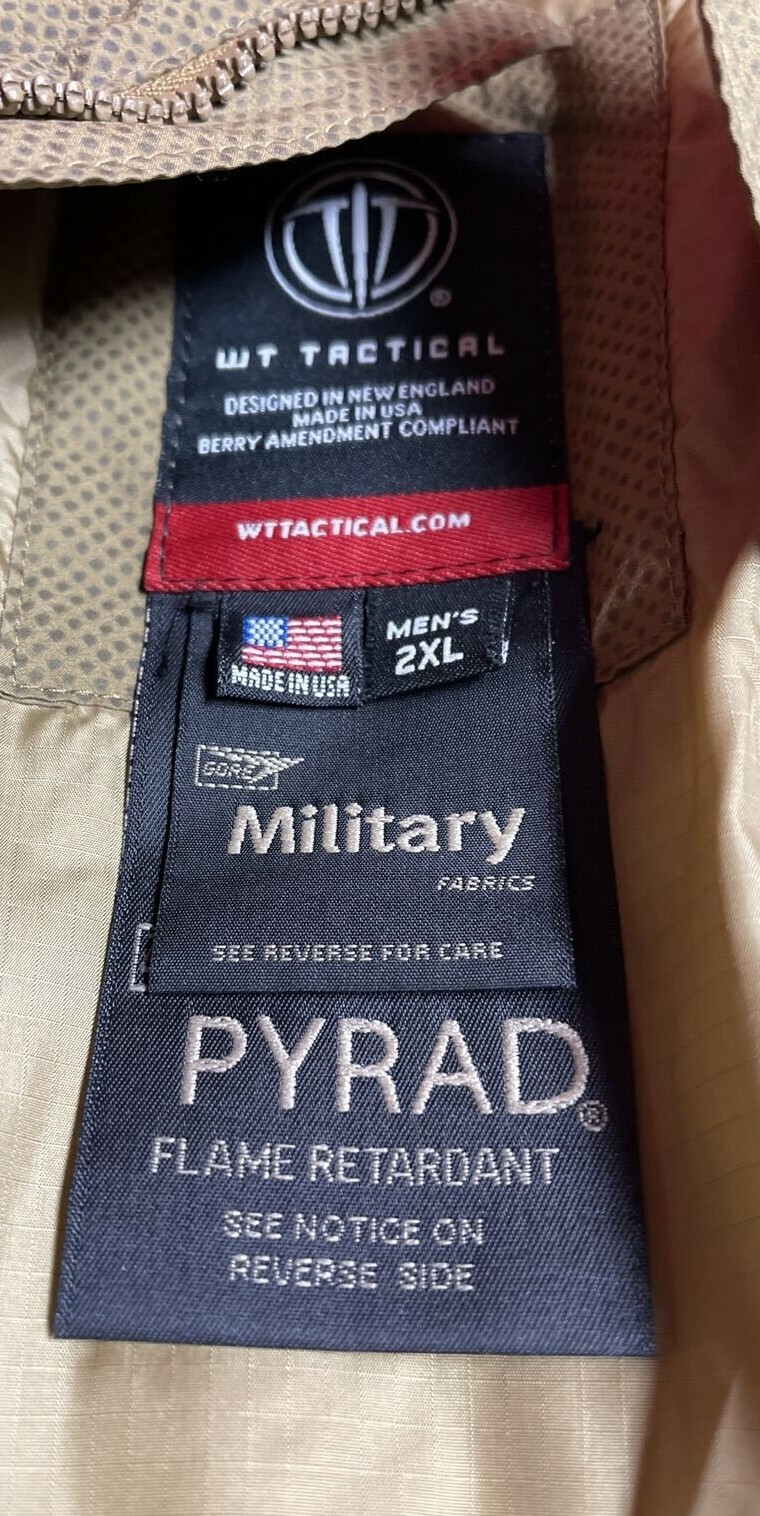 ®
WT TACTICAL
DESIGNED IN NEW ENGLAND
MADE IN USA
BERRY AMENDMENT COMPLIANT
WTTACTICAL.COM
MADE IN USA
MEN'S
2XL
GORE
Military
FABRICS
SEE REVERSE FOR CARE
PYRAD®
FLAME RETARDANT
SEE NOTICE ON
REVERSE SIDE